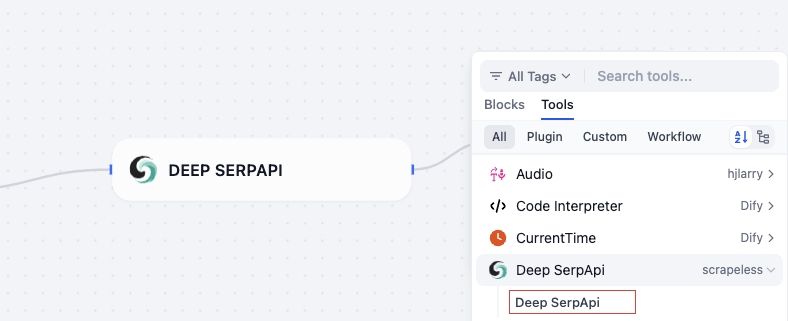 DEEP SERPAPI
All Tags Search tools...
Blocks Tools
All Plugin Custom Workflow
Audio hjlarry
Code Interpreter Dify
CurrentTime Dify
Deep SerpApi scrapeless
Deep SerpApi